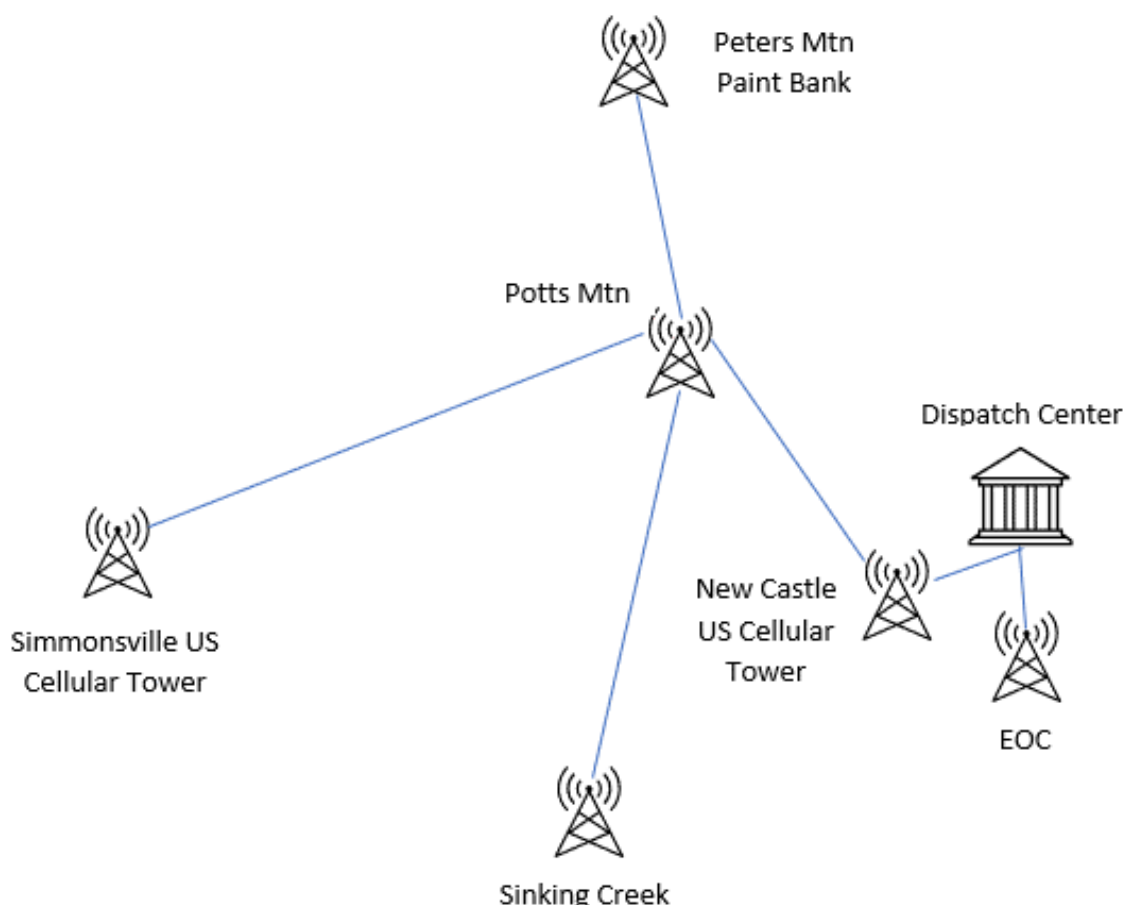 Peters Mtn
Paint Bank
Potts Mtn
Dispatch Center
New Castle
US Cellular
Tower
Simmonsville US
Cellular Tower
EOC
Sinking Creek